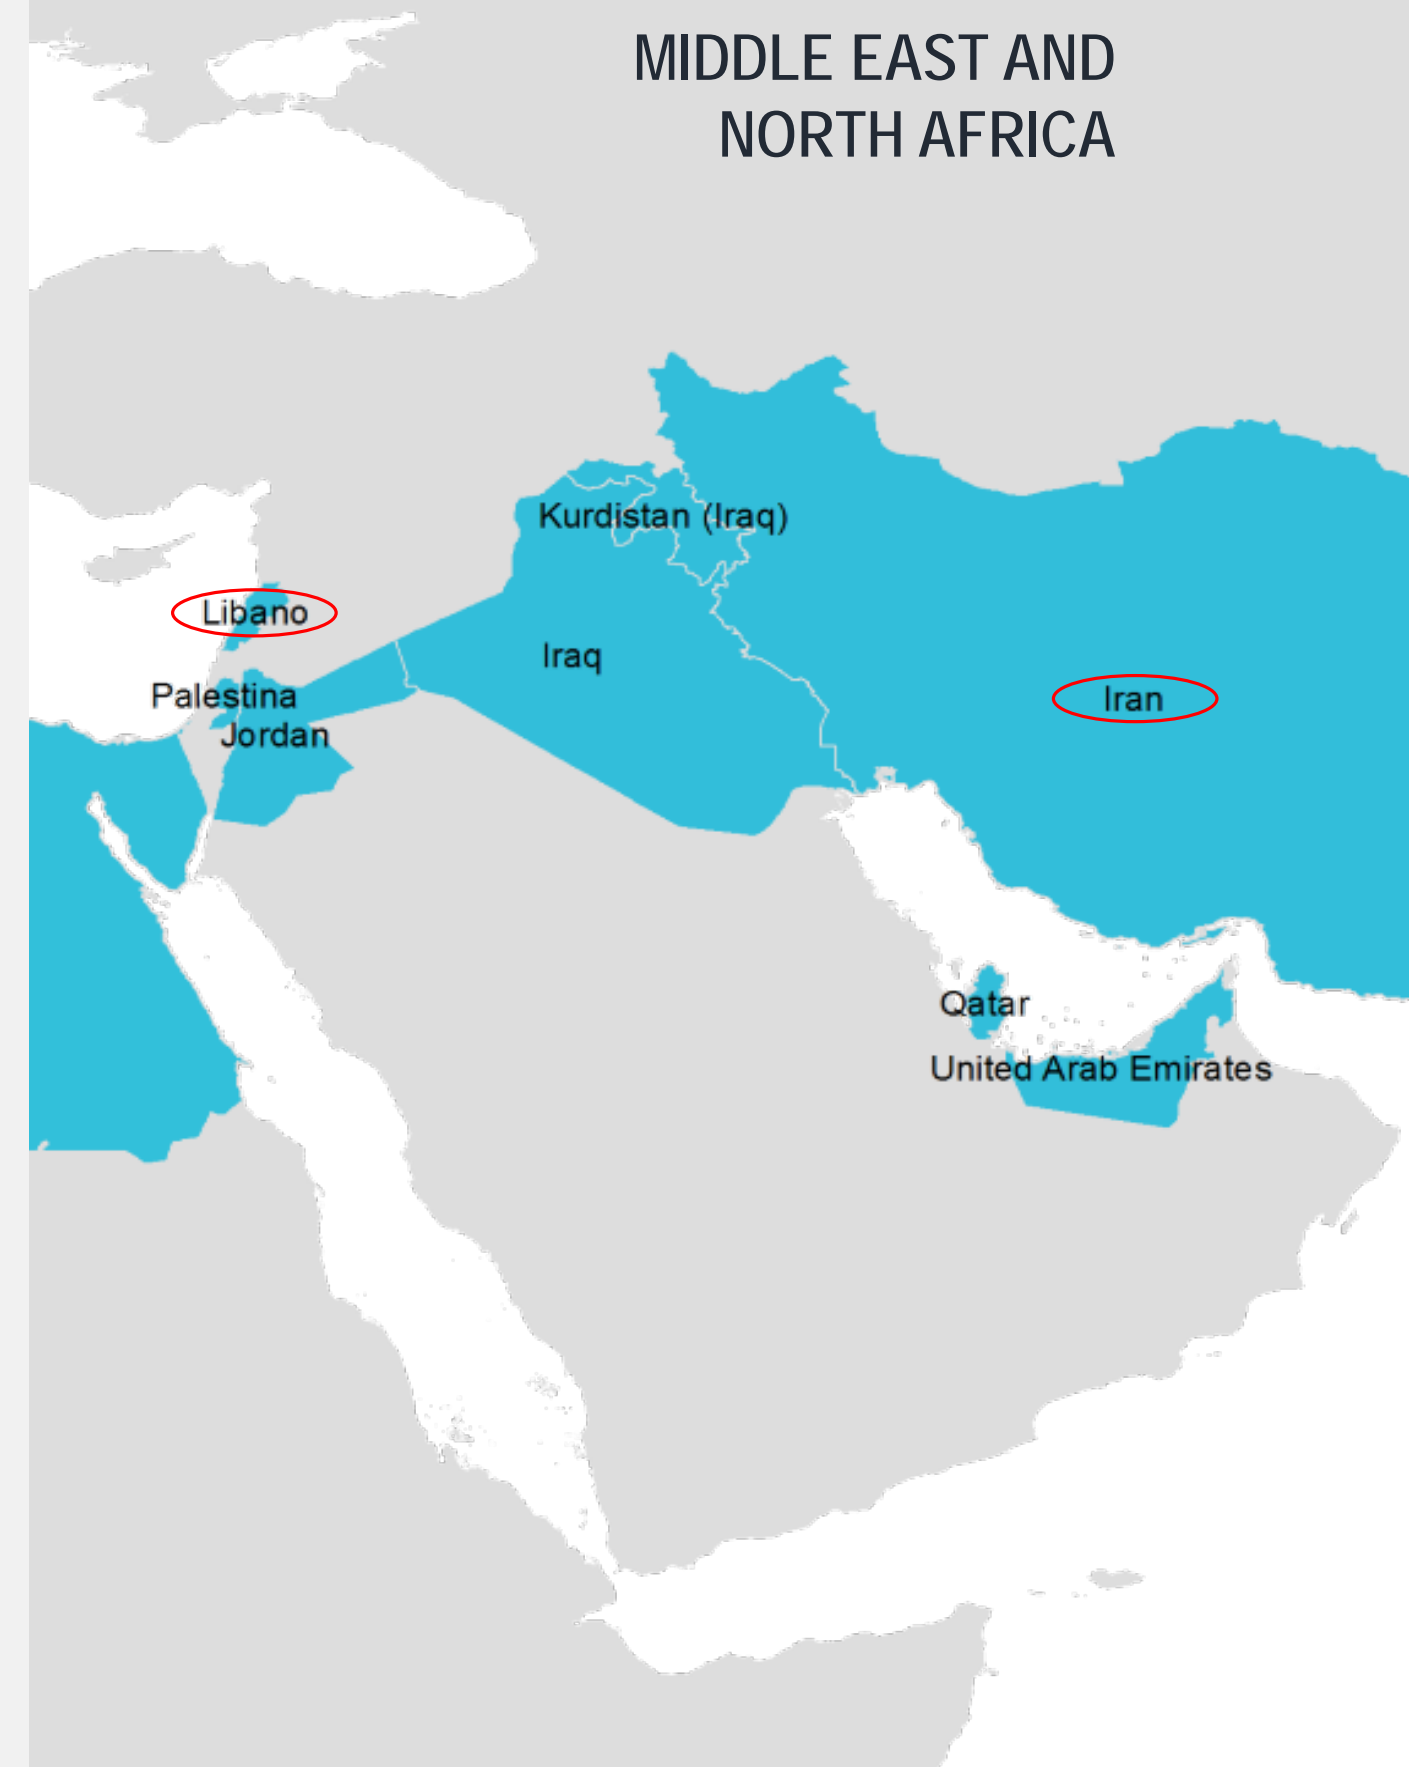 MIDDLE EAST AND
NORTH AFRICA
Kurdistan (Iraq)
Libano
Iraq
Palestina
Iran
Jordan
Qatar
United Arab Emirates